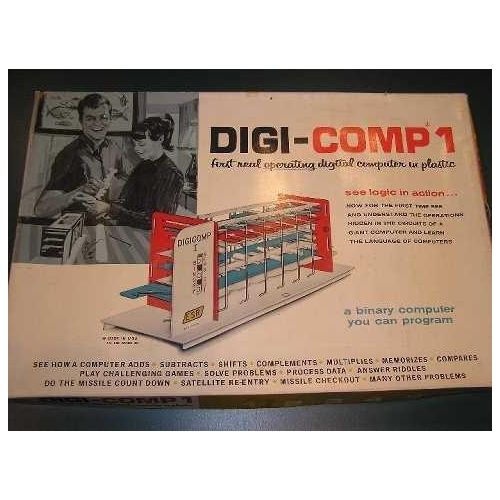 DIGI-COMP 1
first real operating digital computer in plastic
see logic in action...
NOW FOR THE FIRST TIME SEE
AND UNDERSTAND THE OPERATIONS
HIDDEN IN THE CIRCUITS OF A
GIANT COMPUTER AND LEARN
THE LANGUAGE OF COMPUTERS
DIGICOMP
ESR
a binary computer
you can program
MADE IN U.S.A.
SEE HOW A COMPUTER ADDS • SUBTRACTS • SHIFTS • COMPLEMENTS • MULTIPLIES • MEMORIZES • COMPARES
PLAY CHALLENGING GAMES • SOLVE PROBLEMS • PROCESS DATA • ANSWER RIDDLES
DO THE MISSILE COUNT DOWN • SATELLITE RE-ENTRY • MISSILE CHECKOUT • MANY OTHER PROBLEMS
DIGI-COMP 1